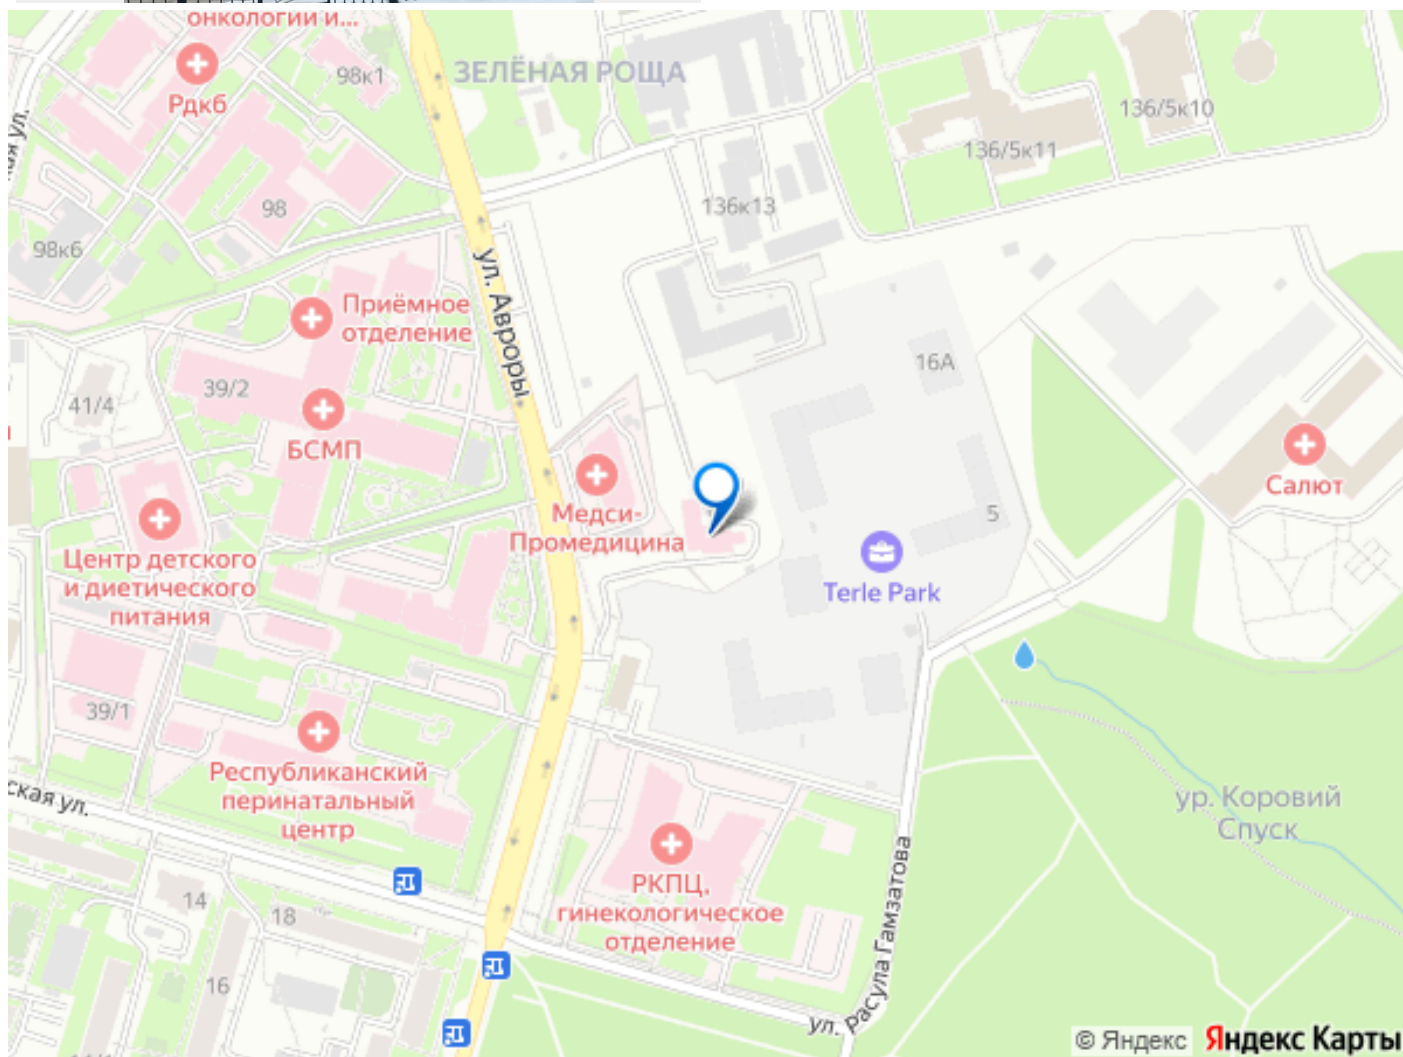 онкологии и...
98к1
ЗЕЛЁНАЯ РОЩА
Рдкб
136/5к10
136/5к11
98
136к13
98к6
ул. Авроры
Приёмное
отделение
39/2
41/4
БСМП
16А
Медси-
Промедицина
Салют
5
Центр детского
и диетического
питания
Terle Park
39/1
Республиканский
перинатальный
центр
ская ул.
ур. Коровий
Спуск
РКПЦ,
гинекологическое
отделение
14
18
16
ул. Расула Гамзатова
© Яндекс Яндекс Карты